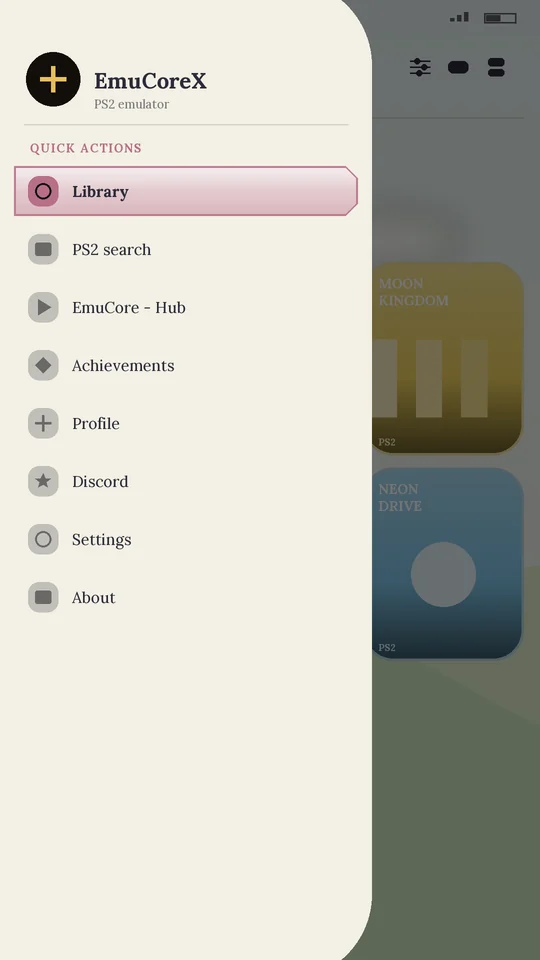 EmuCoreX
PS2 emulator
QUICK ACTIONS
Library
PS2 search
EmuCore - Hub
Achievements
Profile
Discord
Settings
About
MOON
KINGDOM
PS2
NEON
DRIVE
PS2